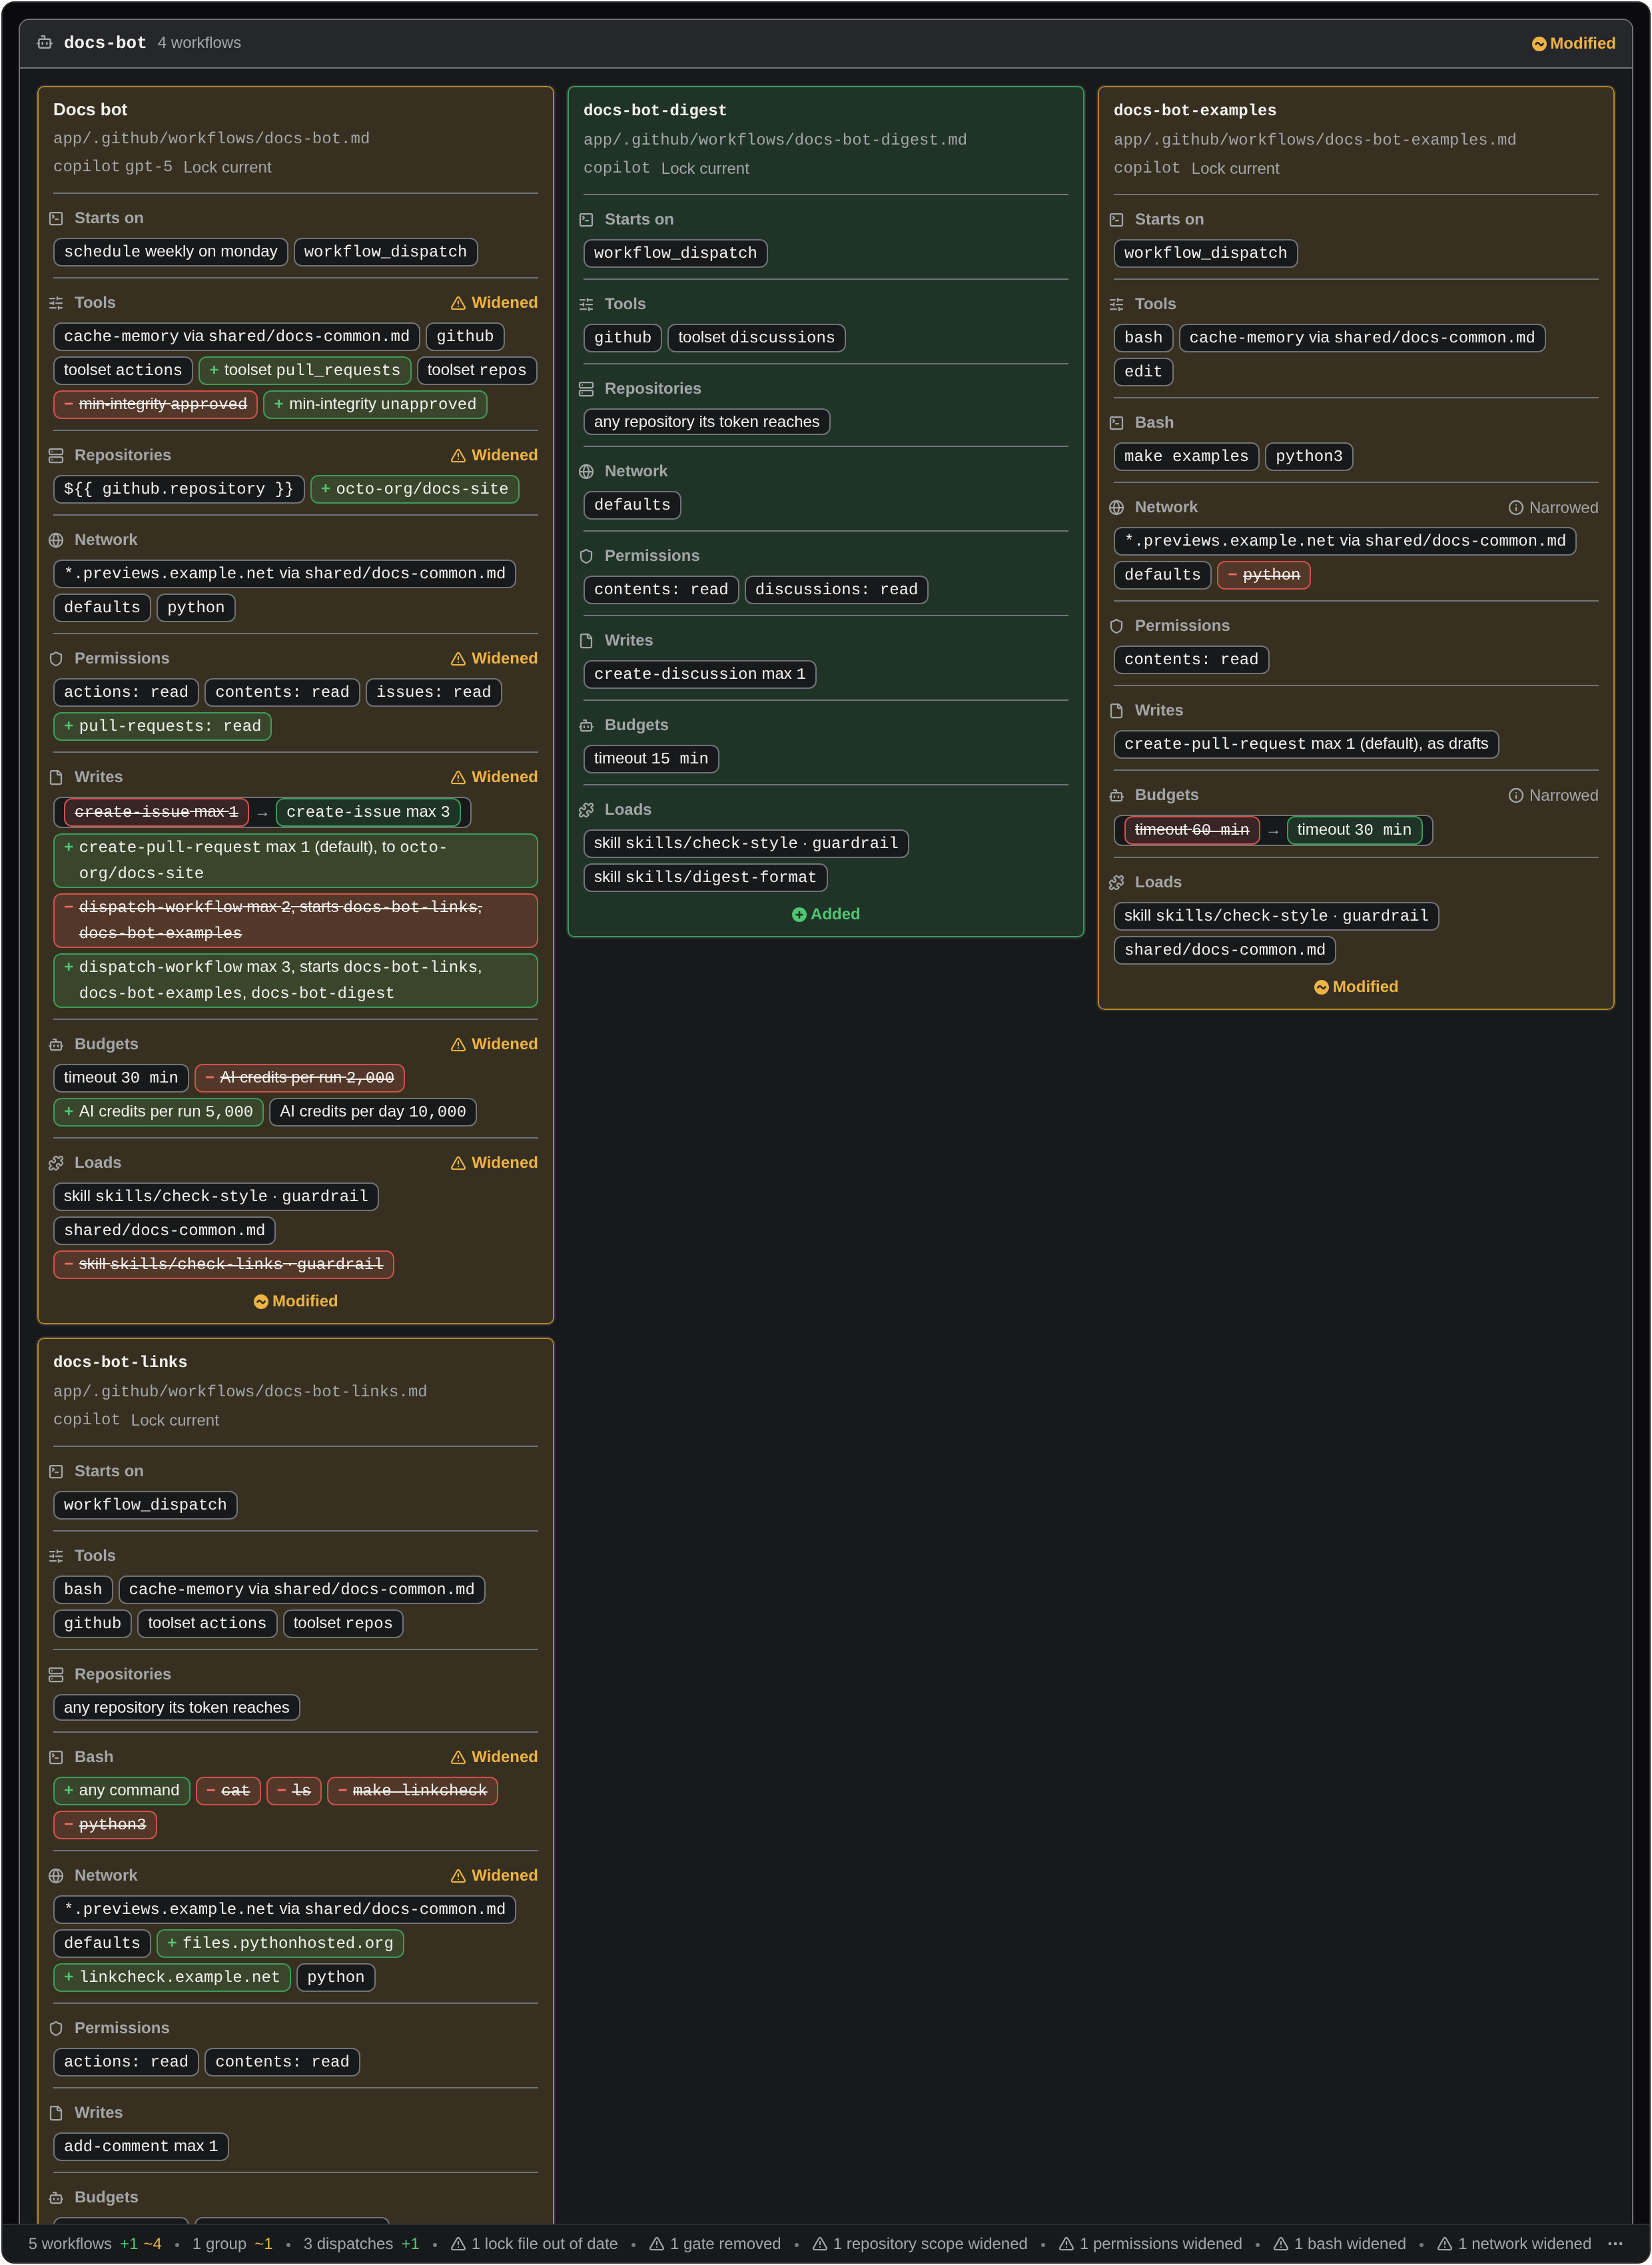 docs-bot 4 workflows Modified
Docs bot
app/.github/workflows/docs-bot.md
copilot gpt-5 Lock current
Starts on
schedule weekly on monday workflow_dispatch
Tools Widened
cache-memory via shared/docs-common.md github
toolset actions + toolset pull_requests toolset repos
− min-integrity approved + min-integrity unapproved
Repositories Widened
${{ github.repository }} + octo-org/docs-site
Network
*.previews.example.net via shared/docs-common.md
defaults python
Permissions Widened
actions: read contents: read issues: read
+ pull-requests: read
Writes Widened
create-issue max 1 → create-issue max 3
+ create-pull-request max 1 (default), to octo-
org/docs-site
− dispatch-workflow max 2, starts docs-bot-links,
docs-bot-examples
+ dispatch-workflow max 3, starts docs-bot-links,
docs-bot-examples, docs-bot-digest
Budgets Widened
timeout 30 min − AI credits per run 2,000
+ AI credits per run 5,000 AI credits per day 10,000
Loads Widened
skill skills/check-style · guardrail
shared/docs-common.md
− skill skills/check-links · guardrail
Modified
docs-bot-digest
app/.github/workflows/docs-bot-digest.md
copilot Lock current
Starts on
workflow_dispatch
Tools
github toolset discussions
Repositories
any repository its token reaches
Network
defaults
Permissions
contents: read discussions: read
Writes
create-discussion max 1
Budgets
timeout 15 min
Loads
skill skills/check-style · guardrail
skill skills/digest-format
Added
docs-bot-examples
app/.github/workflows/docs-bot-examples.md
copilot Lock current
Starts on
workflow_dispatch
Tools
bash cache-memory via shared/docs-common.md
edit
Bash
make examples python3
Network Narrowed
*.previews.example.net via shared/docs-common.md
defaults − python
Permissions
contents: read
Writes
create-pull-request max 1 (default), as drafts
Budgets Narrowed
timeout 60 min → timeout 30 min
Loads
skill skills/check-style · guardrail
shared/docs-common.md
Modified
docs-bot-links
app/.github/workflows/docs-bot-links.md
copilot Lock current
Starts on
workflow_dispatch
Tools
bash cache-memory via shared/docs-common.md
github toolset actions toolset repos
Repositories
any repository its token reaches
Bash Widened
+ any command − cat − ls − make linkcheck
− python3
Network Widened
*.previews.example.net via shared/docs-common.md
defaults + files.pythonhosted.org
+ linkcheck.example.net python
Permissions
actions: read contents: read
Writes
add-comment max 1
Budgets
5 workflows +1 ~4 • 1 group ~1 • 3 dispatches +1 • 1 lock file out of date • 1 gate removed • 1 repository scope widened • 1 permissions widened • 1 bash widened • 1 network widened ···